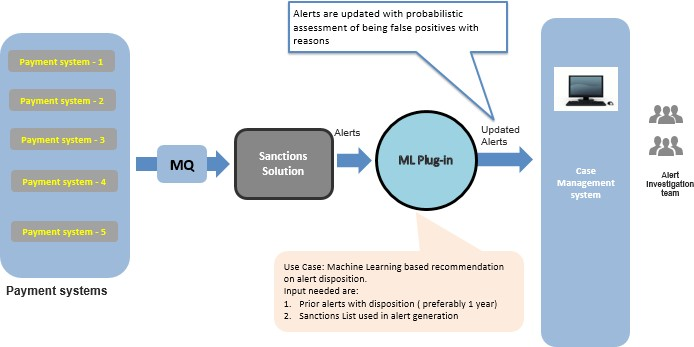 Alerts are updated with probabilistic
assessment of being false positives with
reasons
Payment system - 1
Payment system - 2
Payment system - 3
Payment system - 4
Payment system - 5
Payment systems
MQ
Sanctions
Solution
Alerts
ML Plug-in
Updated
Alerts
Case
Management
system
Alert
Investigation
team
Use Case: Machine Learning based recommendation
on alert disposition.
Input needed are:
1. Prior alerts with disposition ( preferably 1 year)
2. Sanctions List used in alert generation